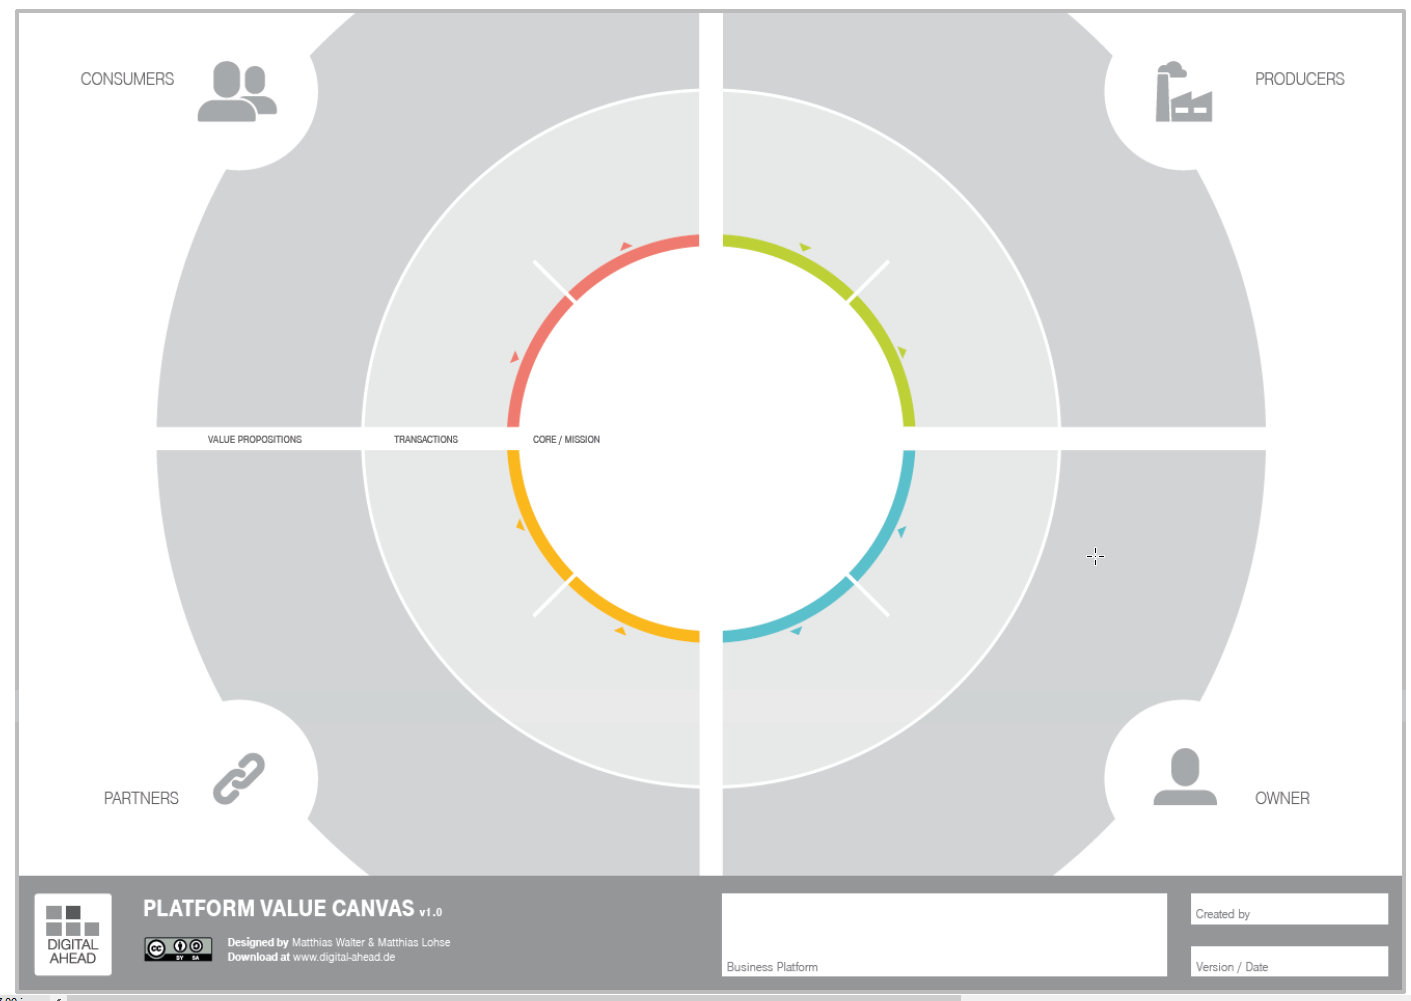 CONSUMERS
PRODUCERS
VALUE PROPOSITIONS
TRANSACTIONS
CORE / MISSION
PARTNERS
OWNER
DIGITAL
AHEAD
PLATFORM VALUE CANVAS v1.0
cc
BY SA
Designed by Matthias Walter & Matthias Lohse
Download at www.digital-ahead.de
Business Platform
Created by
Version / Date